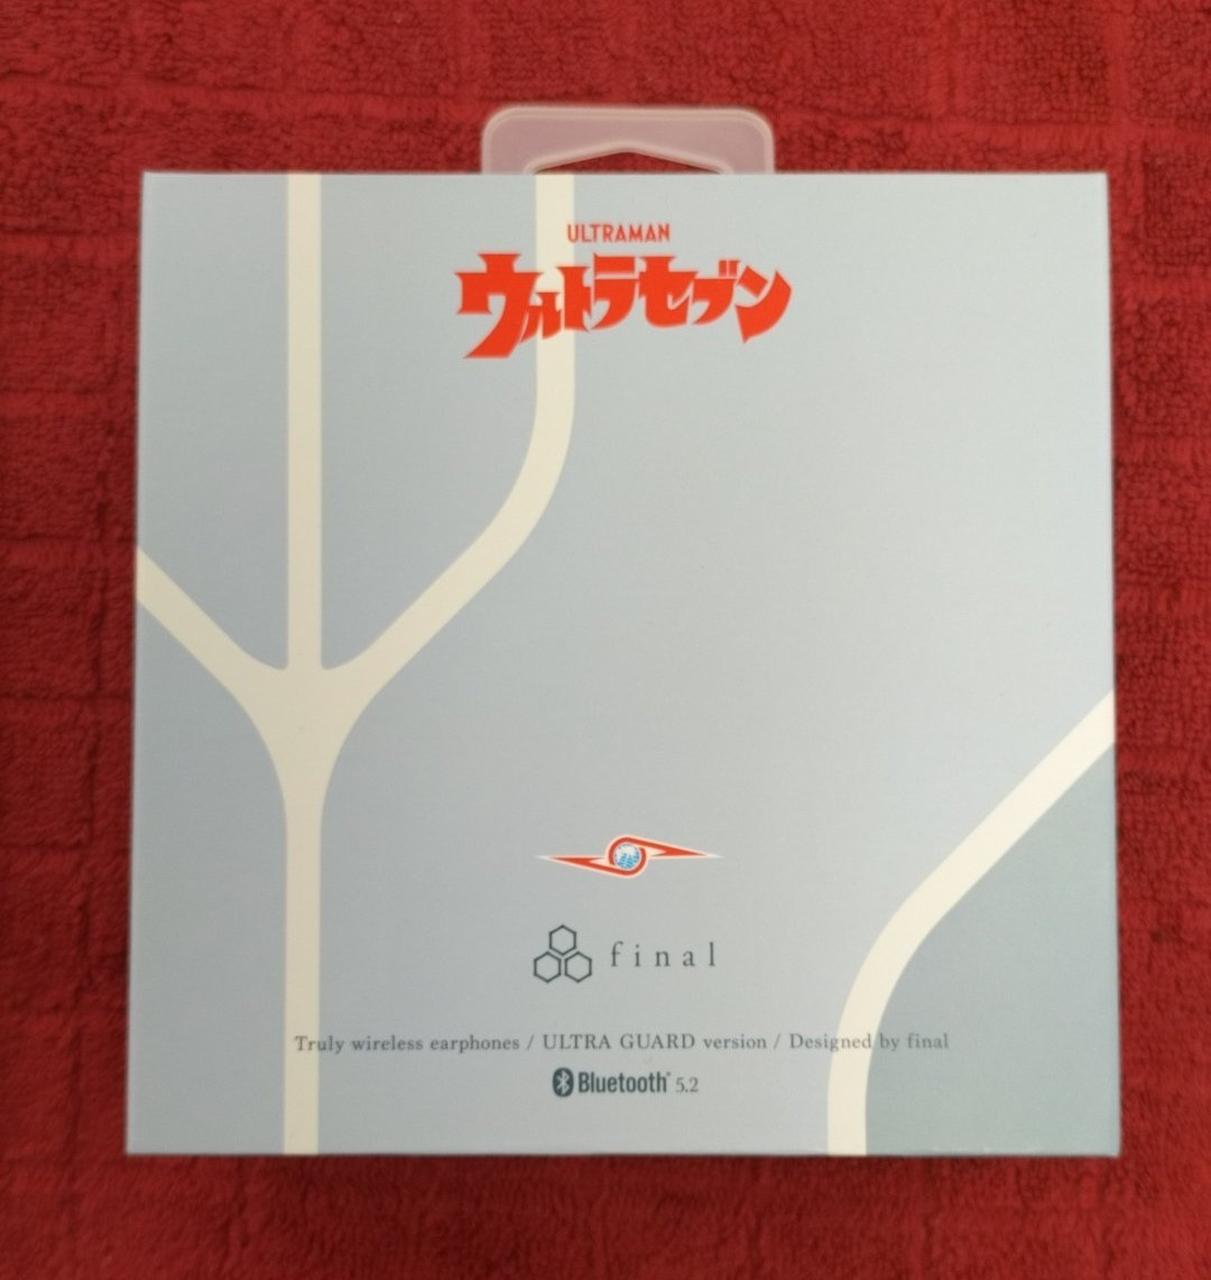 ULTRAMAN
ウルトラセブン
final
Truly wireless earphones / ULTRA GUARD version / Designed by final
Bluetooth® 5.2